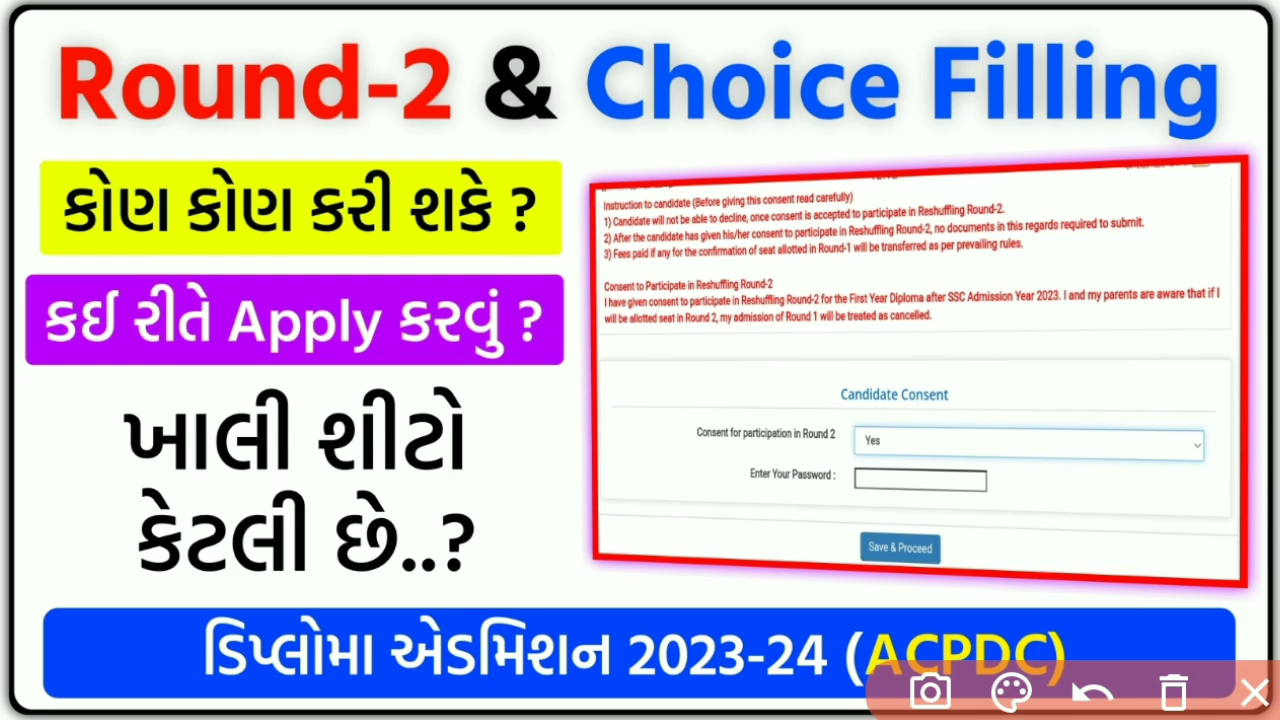 Round-2 & Choice Filling
કોણ કોણ કરી શકે ?
કઈ રીતે Apply કરવું ?
ખાલી શીટો
કેટલી છે..?
Instruction to candidate (Before giving this consent read carefully)
1) Candidate will not be able to decline, once consent is accepted to participate in Reshuffling Round-2.
2) After the candidate has given his/her consent to participate in Reshuffling Round-2, no documents in this regards required to submit.
3) Fees paid if any for the confirmation of seat allotted in Round-1 will be transferred as per prevailing rules.
Consent to Participate in Reshuffling Round-2
I have given consent to participate in Reshuffling Round-2 for the First Year Diploma after SSC Admission Year 2023. I and my parents are aware that if I
will be allotted seat in Round 2, my admission of Round 1 will be treated as cancelled.
Candidate Consent
Consent for participation in Round 2 Yes
Enter Your Password :
Save & Proceed
ડિપ્લોમા એડમિશન 2023-24 (ACPDC)